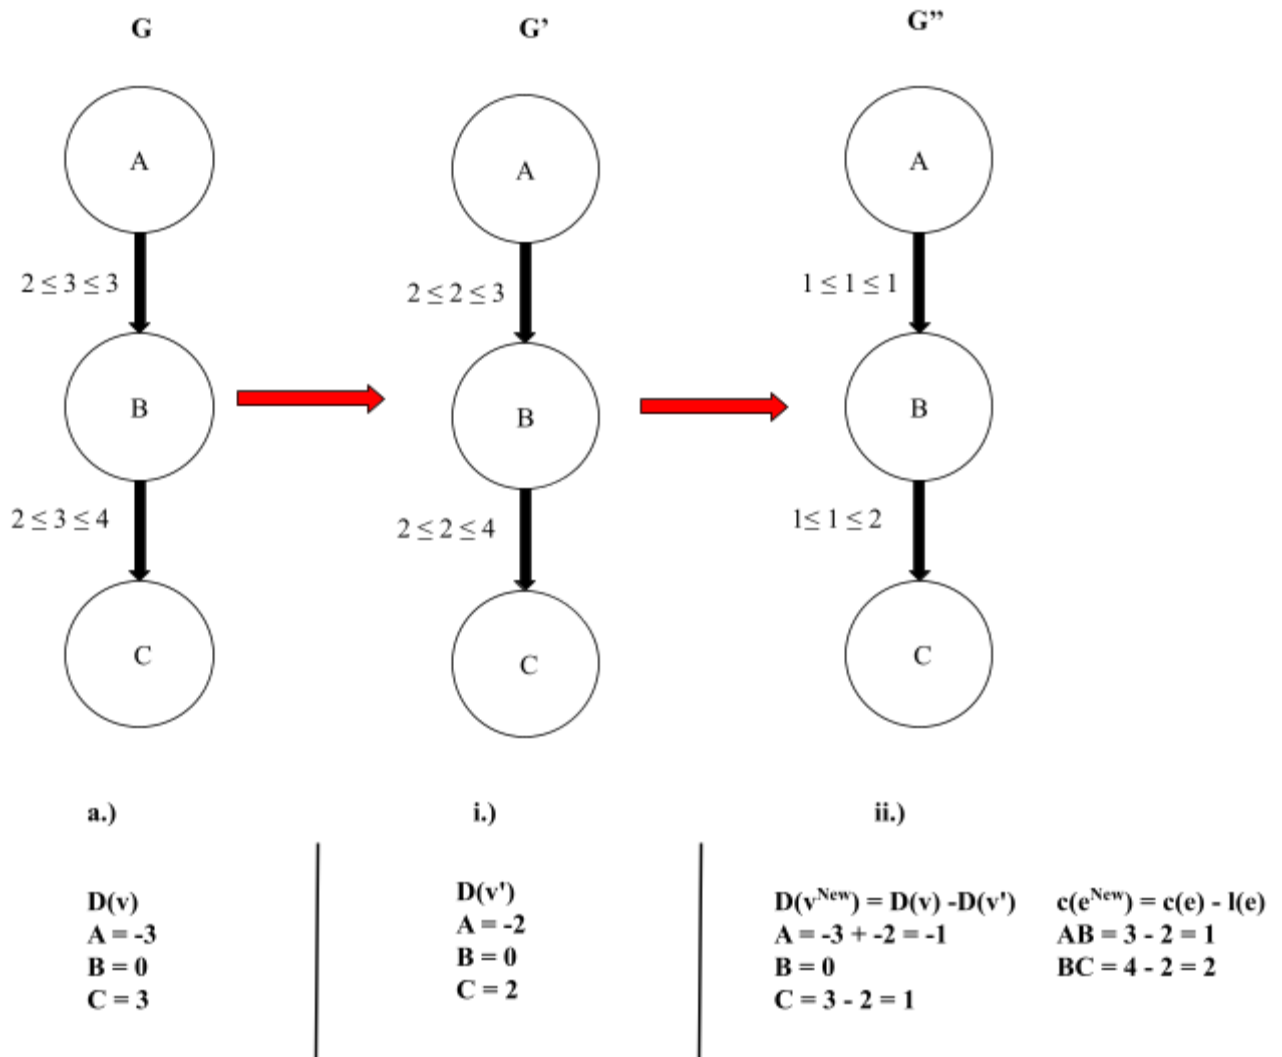 G
G’
G”
A
A
A
2 ≤ 3 ≤ 3
2 ≤ 2 ≤ 3
1 ≤ 1 ≤ 1
B
B
B
2 ≤ 3 ≤ 4
2 ≤ 2 ≤ 4
1≤ 1 ≤ 2
C
C
C
a.)
i.)
ii.)
D(v)
A = -3
B = 0
C = 3
D(v')
A = -2
B = 0
C = 2
D(v^New) = D(v) -D(v')
A = -3 + -2 = -1
B = 0
C = 3 - 2 = 1
c(e^New) = c(e) - l(e)
AB = 3 - 2 = 1
BC = 4 - 2 = 2